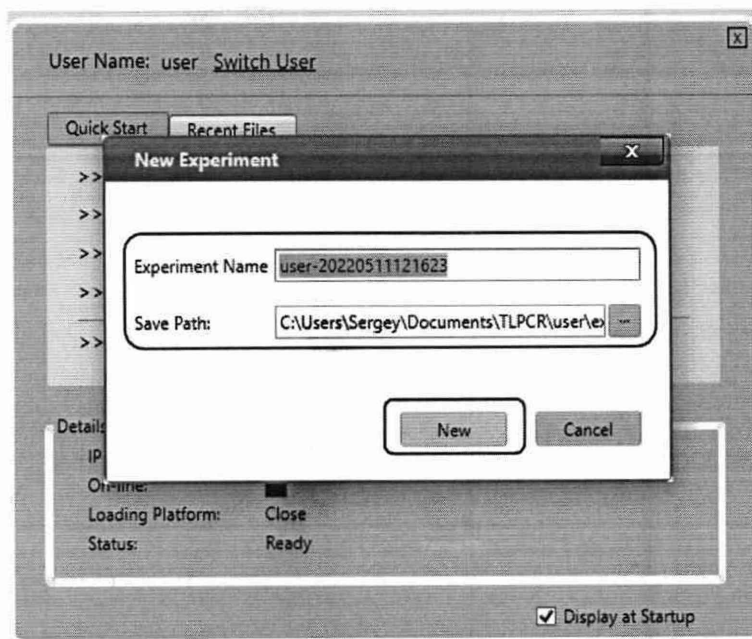 X
User Name: user Switch User
Quick Start Recent Files
New Experiment X
>>
>>
>>
>>
>>
Experiment Name user-20220511121623
Save Path: C:\Users\Sergey\Documents\TLPCR\user\ex ...
New Cancel
Details
IP
On-line:
Loading Platform: Close
Status: Ready
Display at Startup